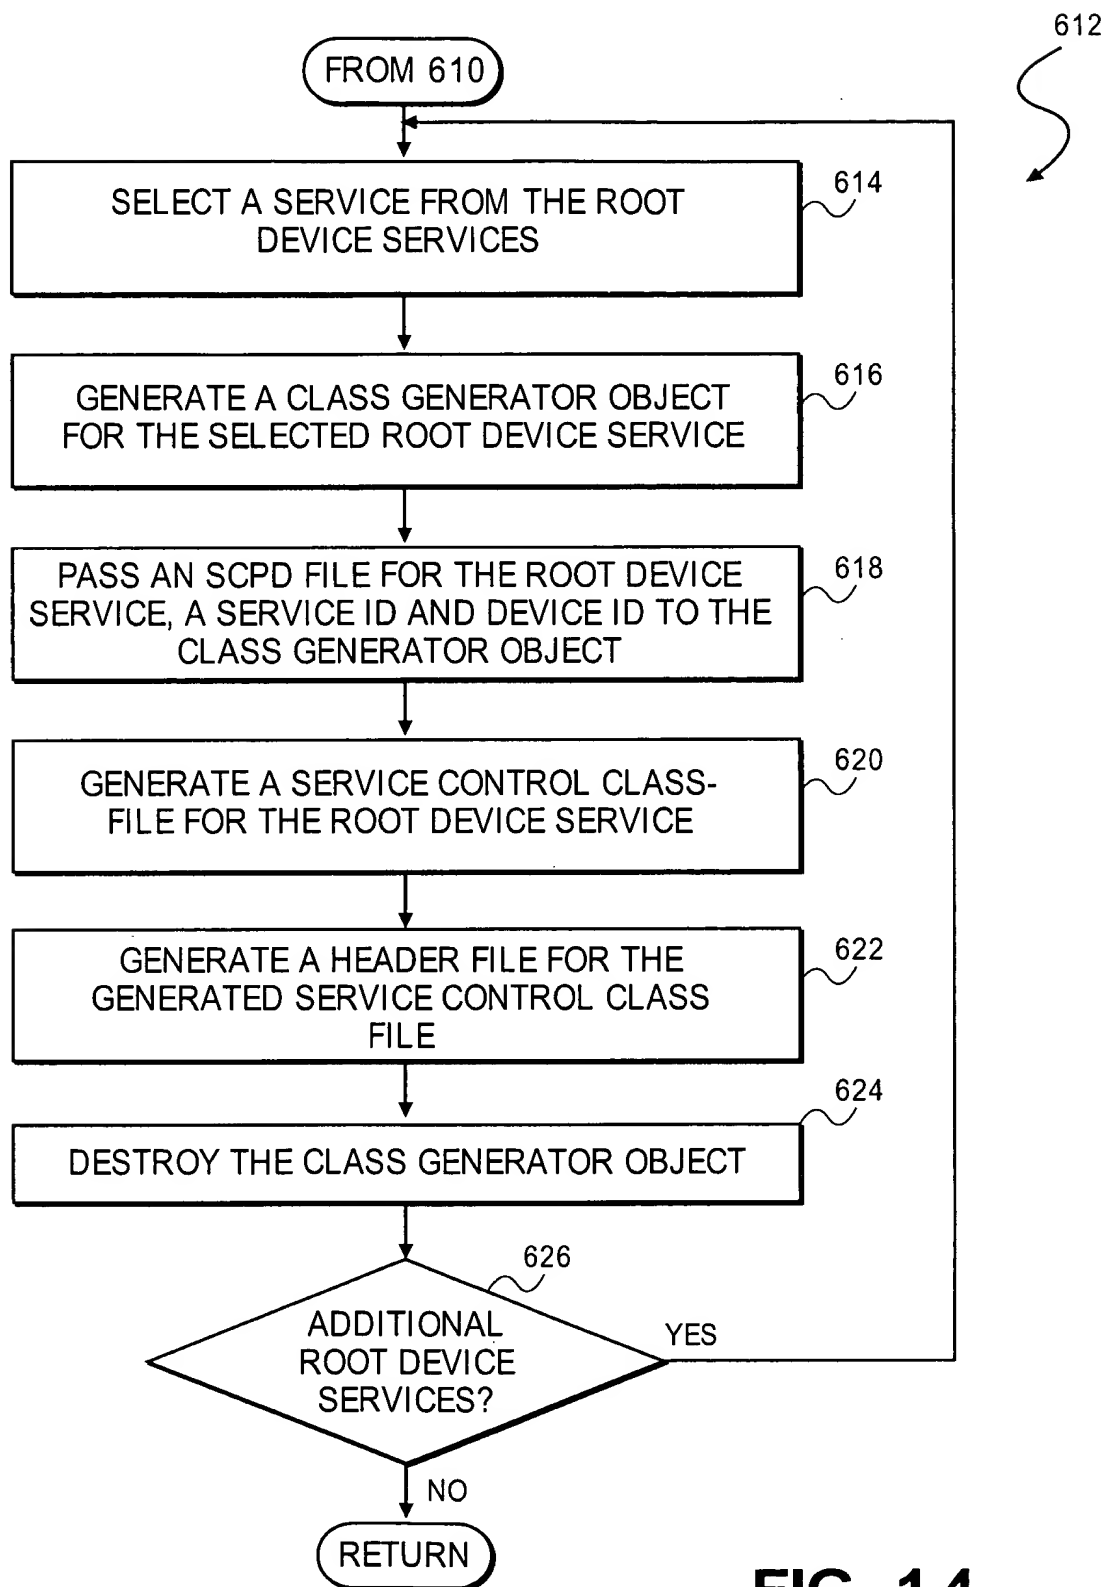 612
FROM 610
SELECT A SERVICE FROM THE ROOT
DEVICE SERVICES
614
GENERATE A CLASS GENERATOR OBJECT
FOR THE SELECTED ROOT DEVICE SERVICE
616
PASS AN SCPD FILE FOR THE ROOT DEVICE
SERVICE, A SERVICE ID AND DEVICE ID TO THE
CLASS GENERATOR OBJECT
618
GENERATE A SERVICE CONTROL CLASS-
FILE FOR THE ROOT DEVICE SERVICE
620
GENERATE A HEADER FILE FOR THE
GENERATED SERVICE CONTROL CLASS
FILE
622
DESTROY THE CLASS GENERATOR OBJECT
624
ADDITIONAL
ROOT DEVICE
SERVICES?
626
YES
NO
RETURN
FIG. 14